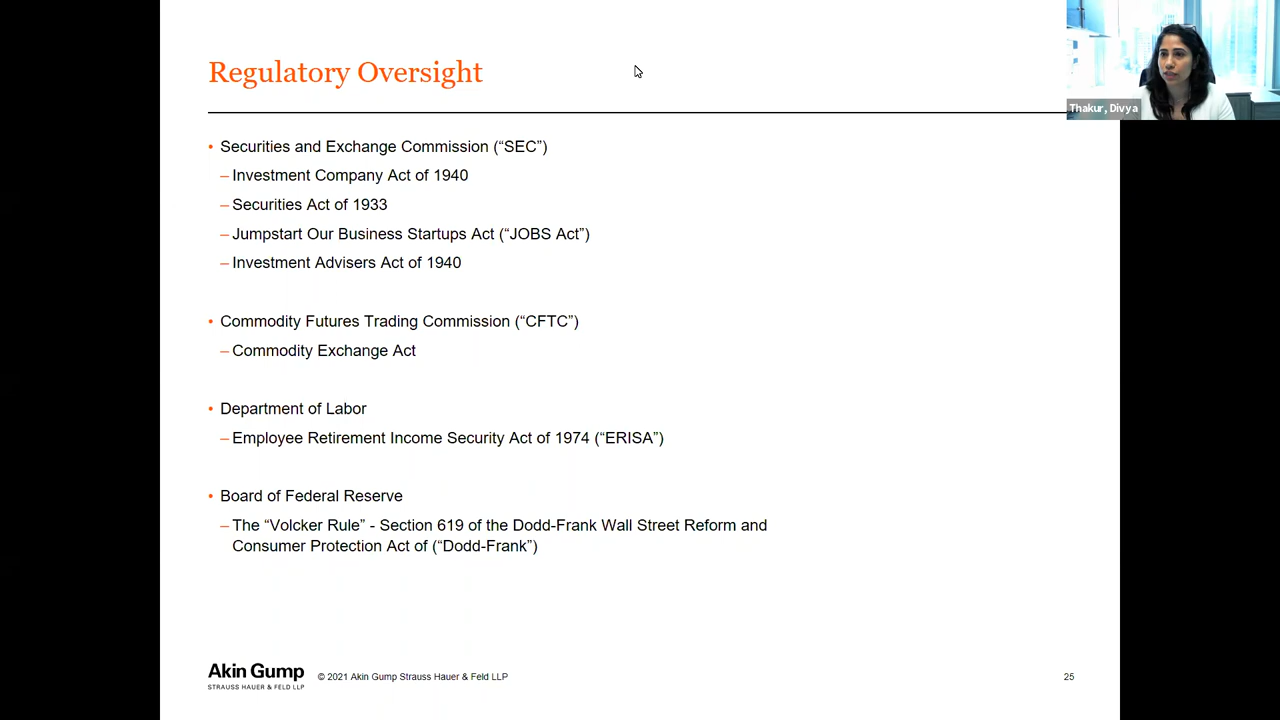 Regulatory Oversight
Thakur, Divya
• Securities and Exchange Commission (“SEC”)
– Investment Company Act of 1940
– Securities Act of 1933
– Jumpstart Our Business Startups Act (“JOBS Act”)
– Investment Advisers Act of 1940
• Commodity Futures Trading Commission (“CFTC”)
– Commodity Exchange Act
• Department of Labor
– Employee Retirement Income Security Act of 1974 (“ERISA”)
• Board of Federal Reserve
– The “Volcker Rule” - Section 619 of the Dodd-Frank Wall Street Reform and
Consumer Protection Act of (“Dodd-Frank”)
Akin Gump
STRAUSS HAUER & FELD LLP
© 2021 Akin Gump Strauss Hauer & Feld LLP
25